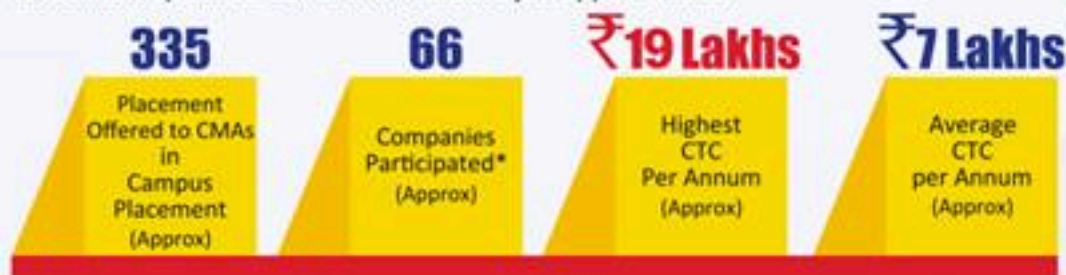 335
Placement
Offered to CMAs
in
Campus
Placement
(Approx)
66
Companies
Participated*
(Approx)
₹19 Lakhs
Highest
CTC
Per Annum
(Approx)
₹7 Lakhs
Average
CTC
per Annum
(Approx)